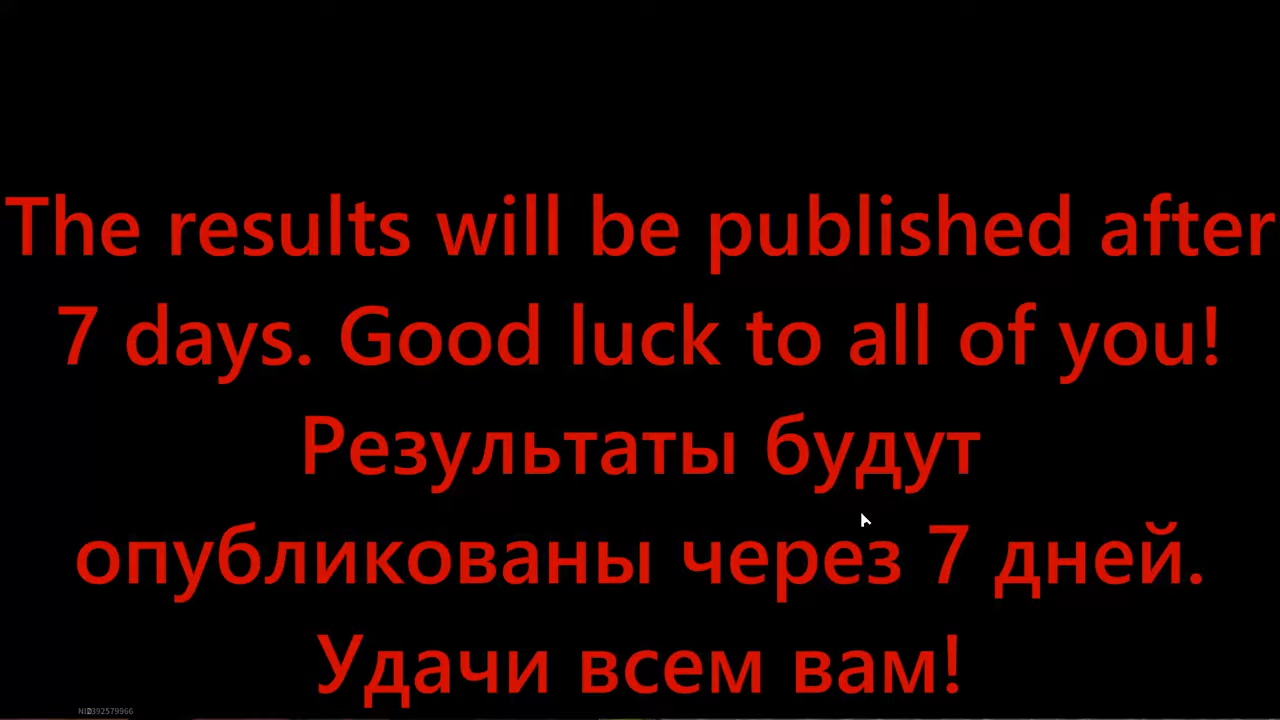 The results will be published after
7 days. Good luck to all of you!
Результаты будут
опубликованы через 7 дней.
Удачи всем вам!